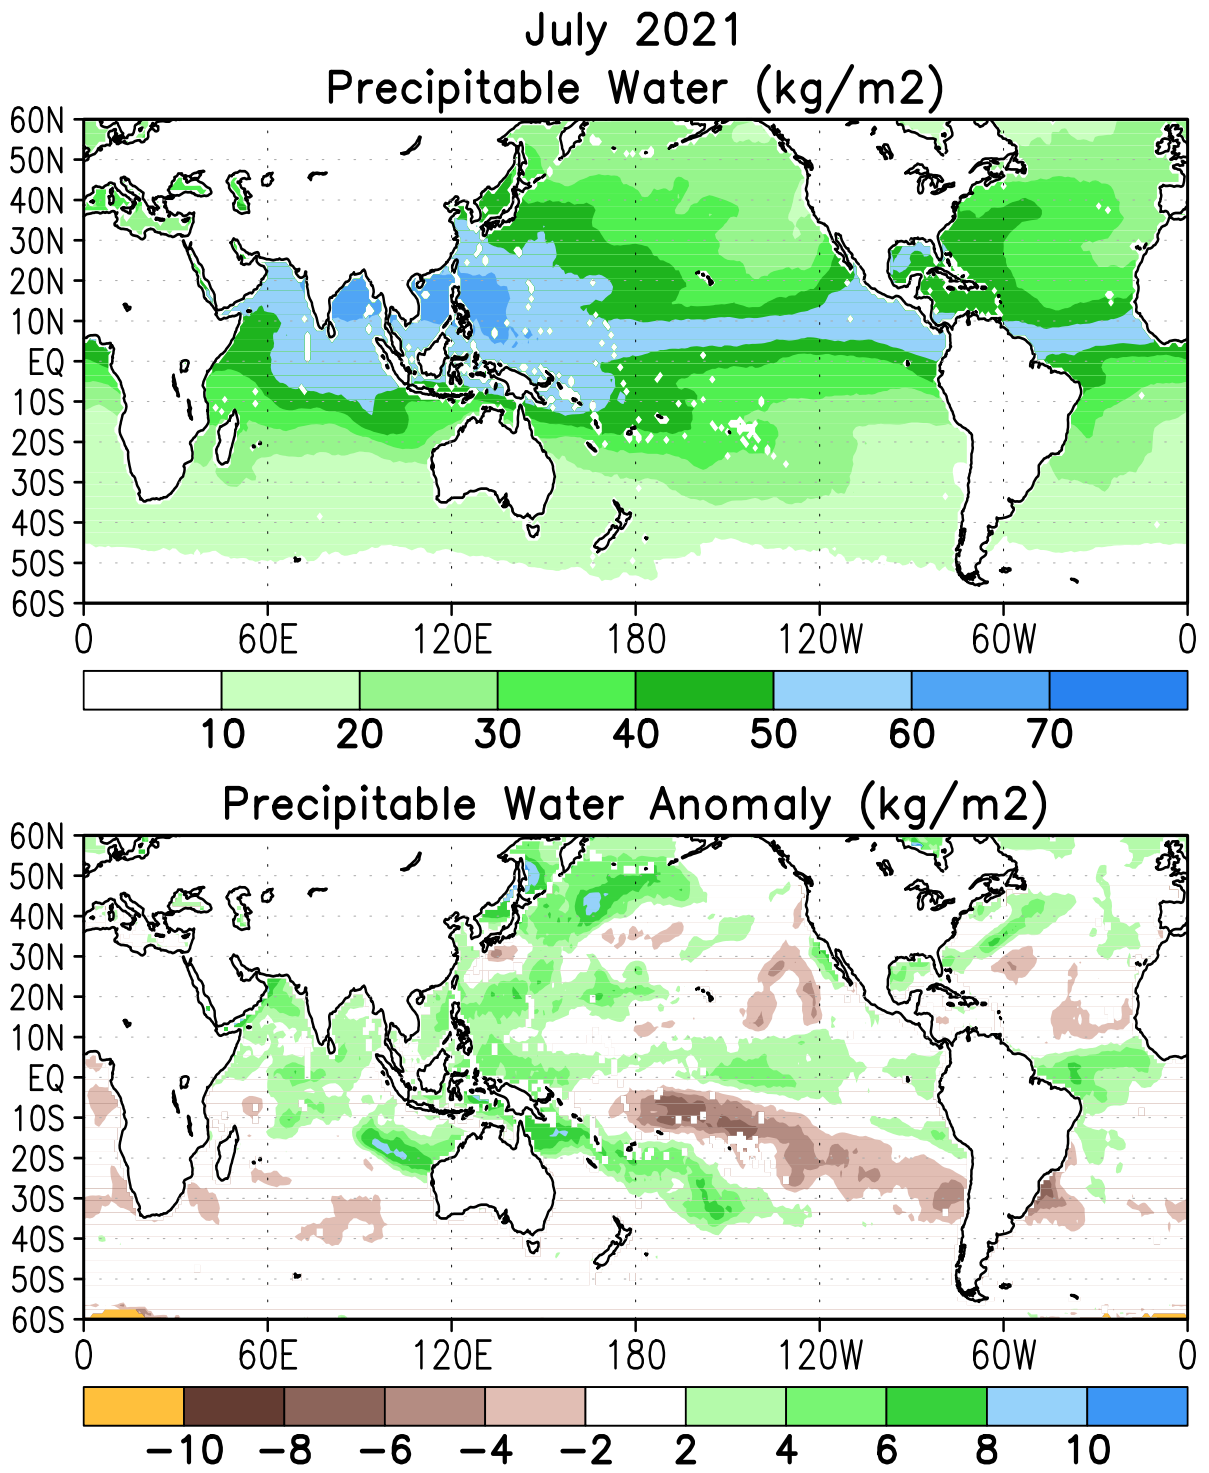 July 2021
Precipitable Water (kg/m2)
60N
50N
40N
30N
20N
10N
EQ
10S
20S
30S
40S
50S
60S
0 60E 120E 180 120W 60W 0
10 20 30 40 50 60 70
Precipitable Water Anomaly (kg/m2)
60N
50N
40N
30N
20N
10N
EQ
10S
20S
30S
40S
50S
60S
0 60E 120E 180 120W 60W 0
−10 −8 −6 −4 −2 2 4 6 8 10